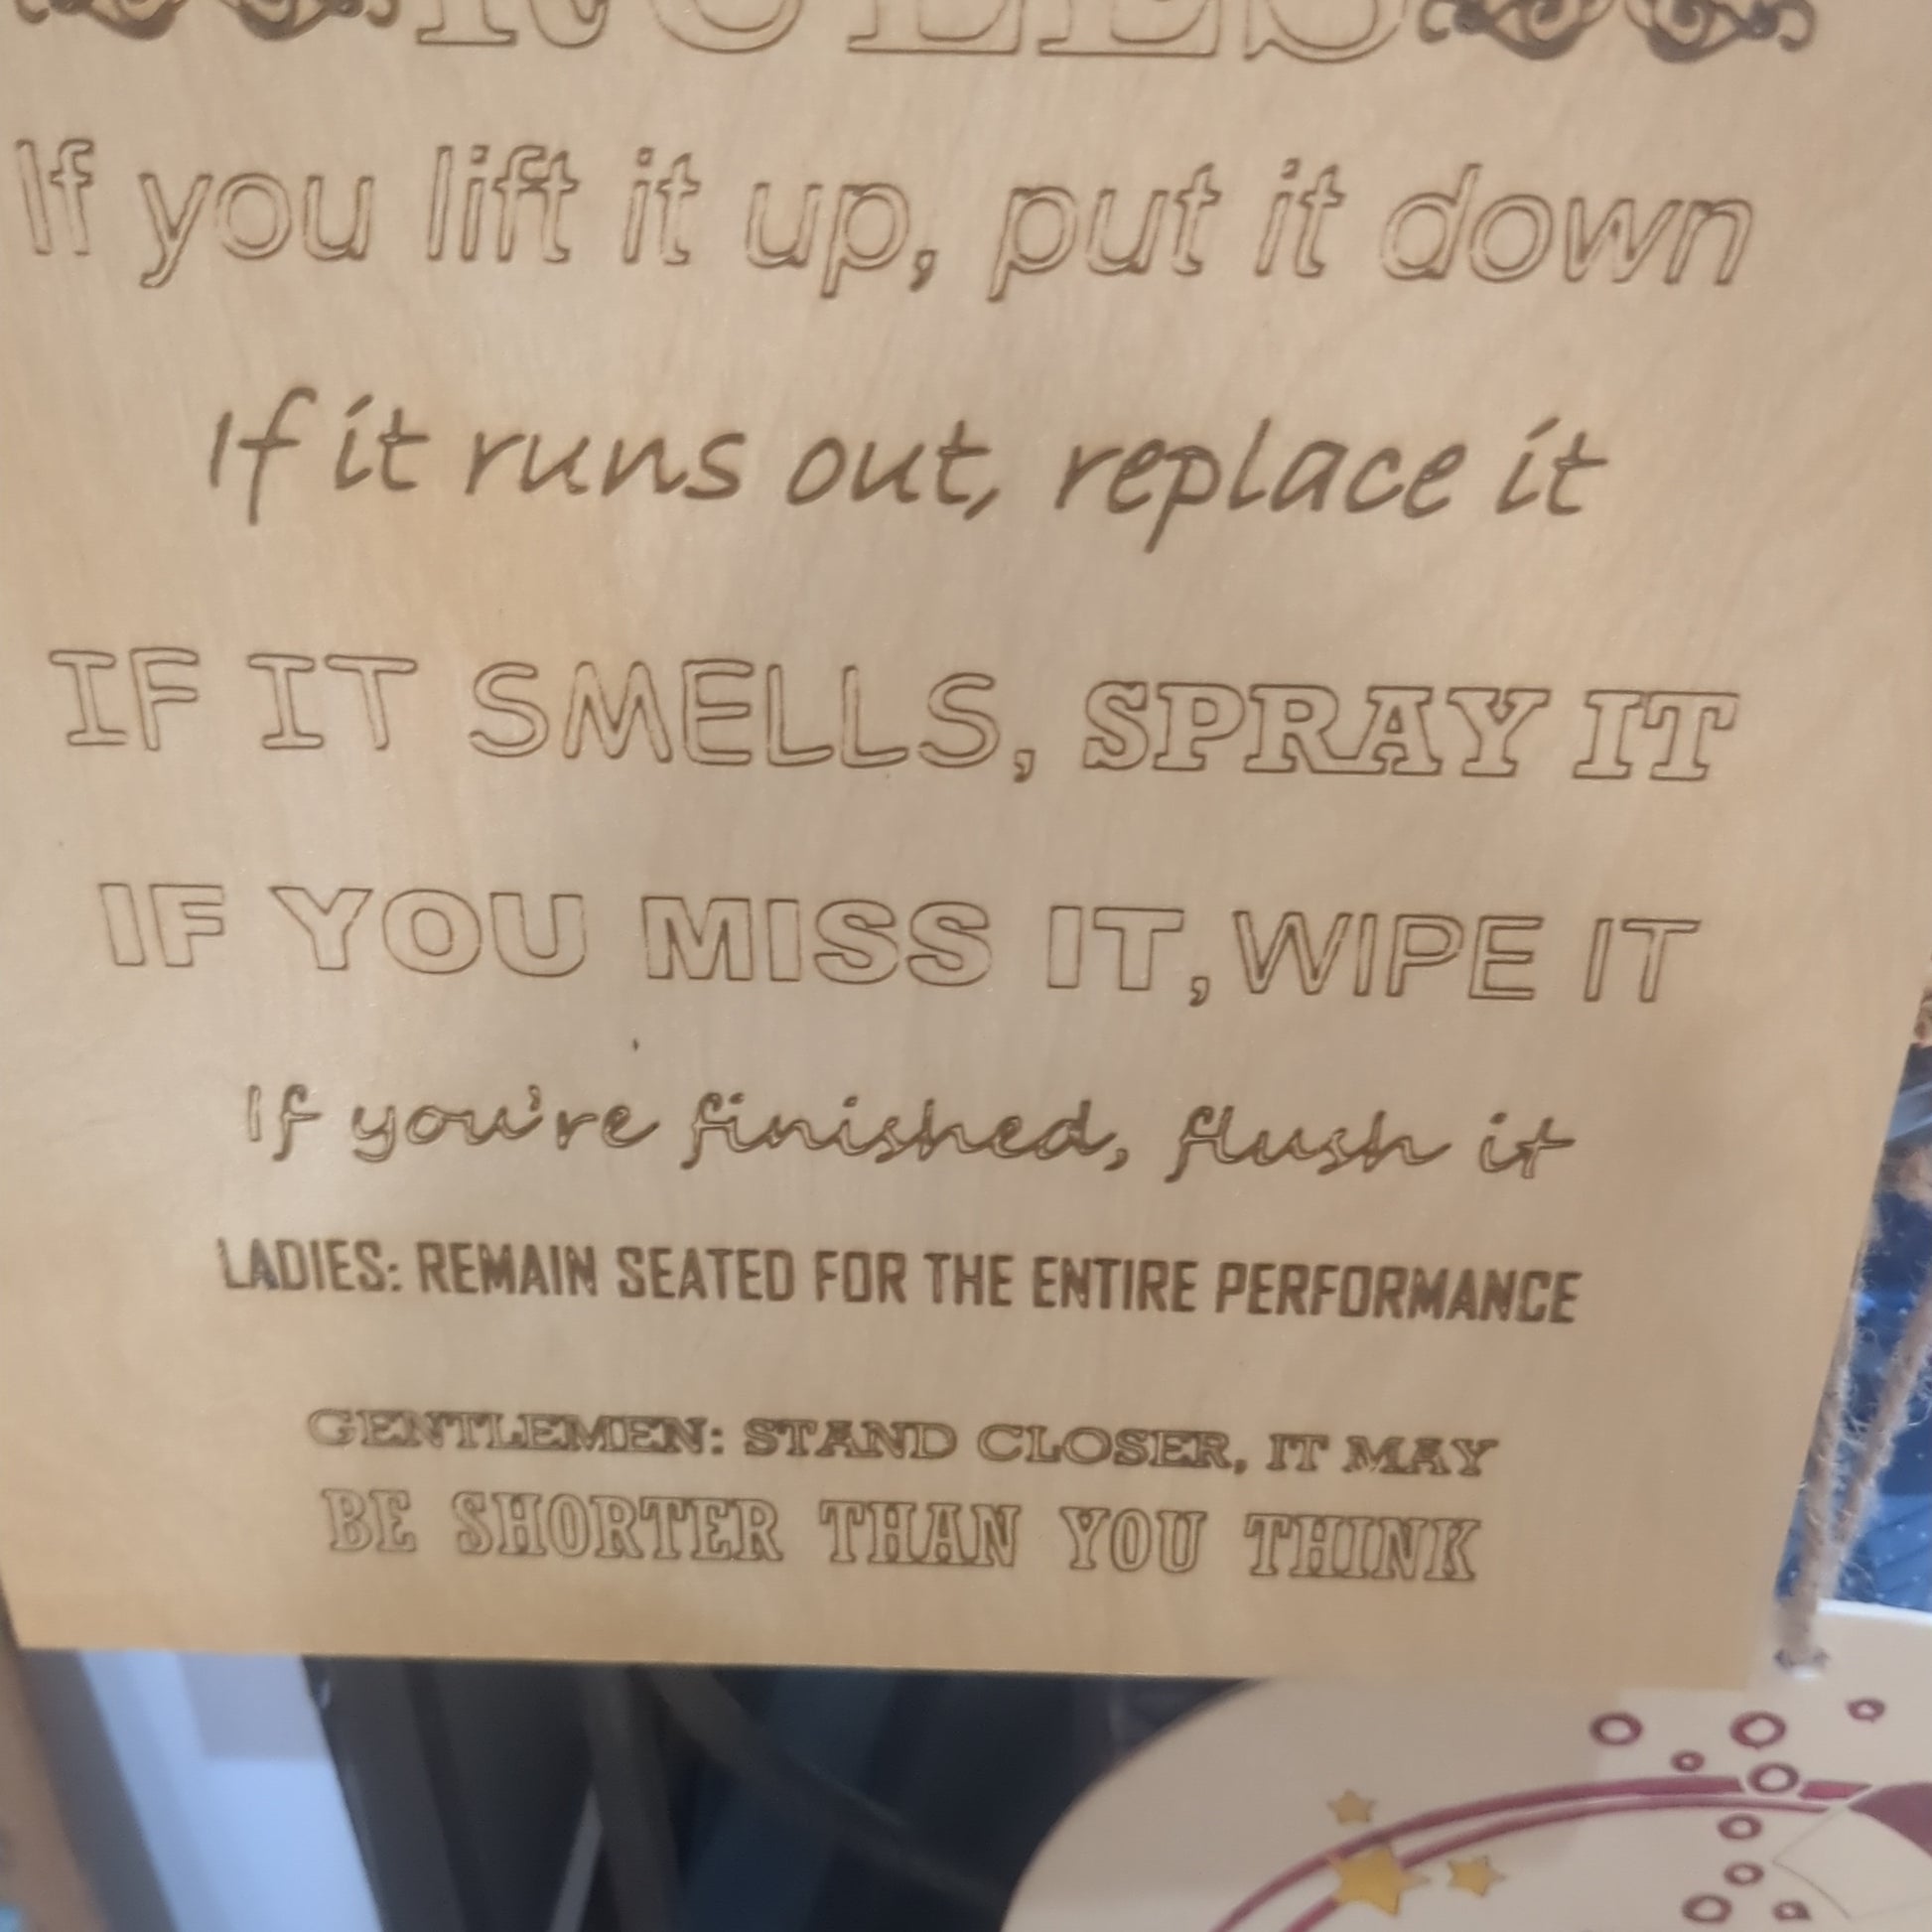 RULES
If you lift it up, put it down
If it runs out, replace it
IF IT SMELLS, SPRAY IT
IF YOU MISS IT, WIPE IT
If you're finished, flush it
LADIES: REMAIN SEATED FOR THE ENTIRE PERFORMANCE
GENTLEMEN: STAND CLOSER, IT MAY
BE SHORTER THAN YOU THINK